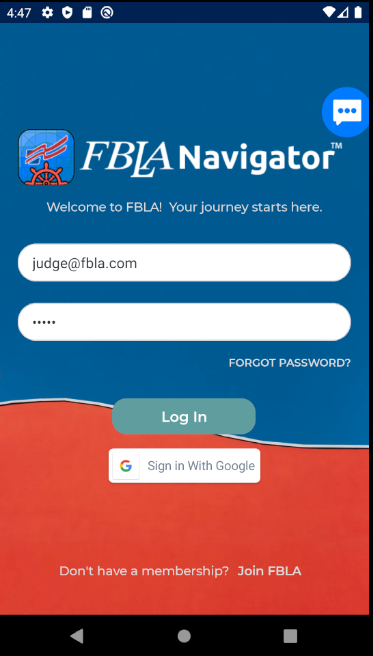 4:47
FBLA Navigator™
Welcome to FBLA! Your journey starts here.
judge@fbla.com
•••••
FORGOT PASSWORD?
Log In
G Sign in With Google
Don't have a membership? Join FBLA